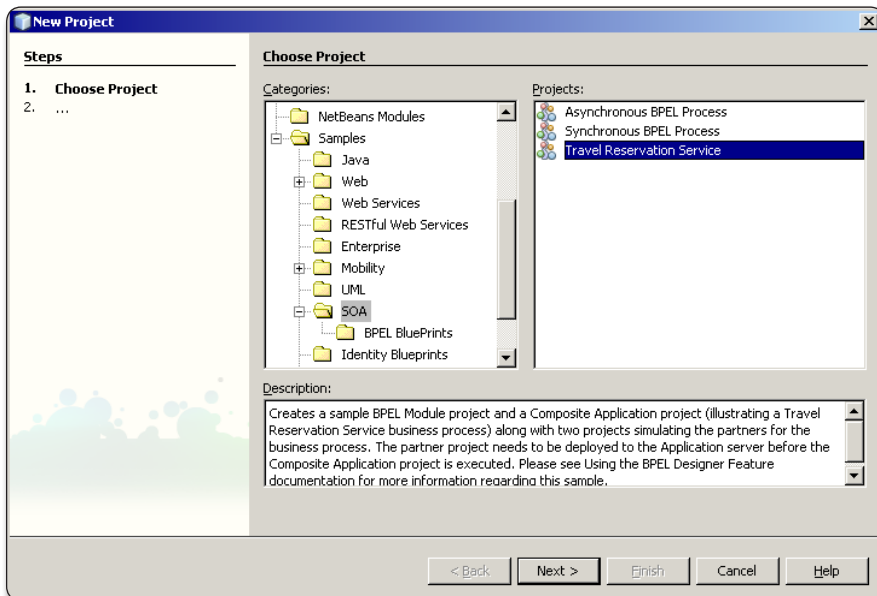 New Project
Steps
1. Choose Project
2. ...
Choose Project
Categories:
NetBeans Modules
Samples
Java
Web
Web Services
RESTful Web Services
Enterprise
Mobility
UML
SOA
BPEL BluePrints
Identity Blueprints
Projects:
Asynchronous BPEL Process
Synchronous BPEL Process
Travel Reservation Service
Description:
Creates a sample BPEL Module project and a Composite Application project (illustrating a Travel
Reservation Service business process) along with two projects simulating the partners for the
business process. The partner project needs to be deployed to the Application server before the
Composite Application project is executed. Please see Using the BPEL Designer Feature
documentation for more information regarding this sample.
< Back
Next >
Finish
Cancel
Help